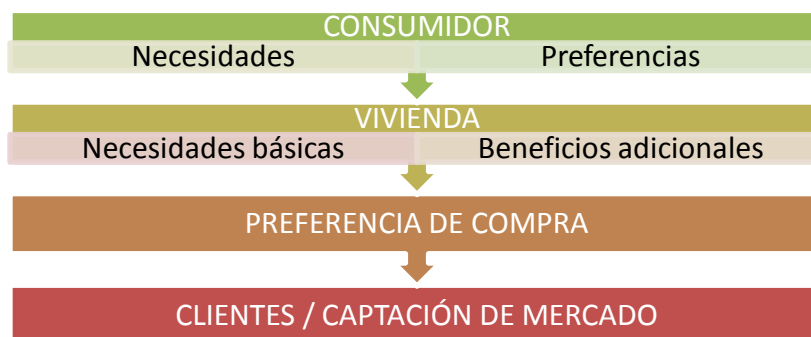 CONSUMIDOR
Necesidades Preferencias
VIVIENDA
Necesidades básicas Beneficios adicionales
PREFERENCIA DE COMPRA
CLIENTES / CAPTACIÓN DE MERCADO